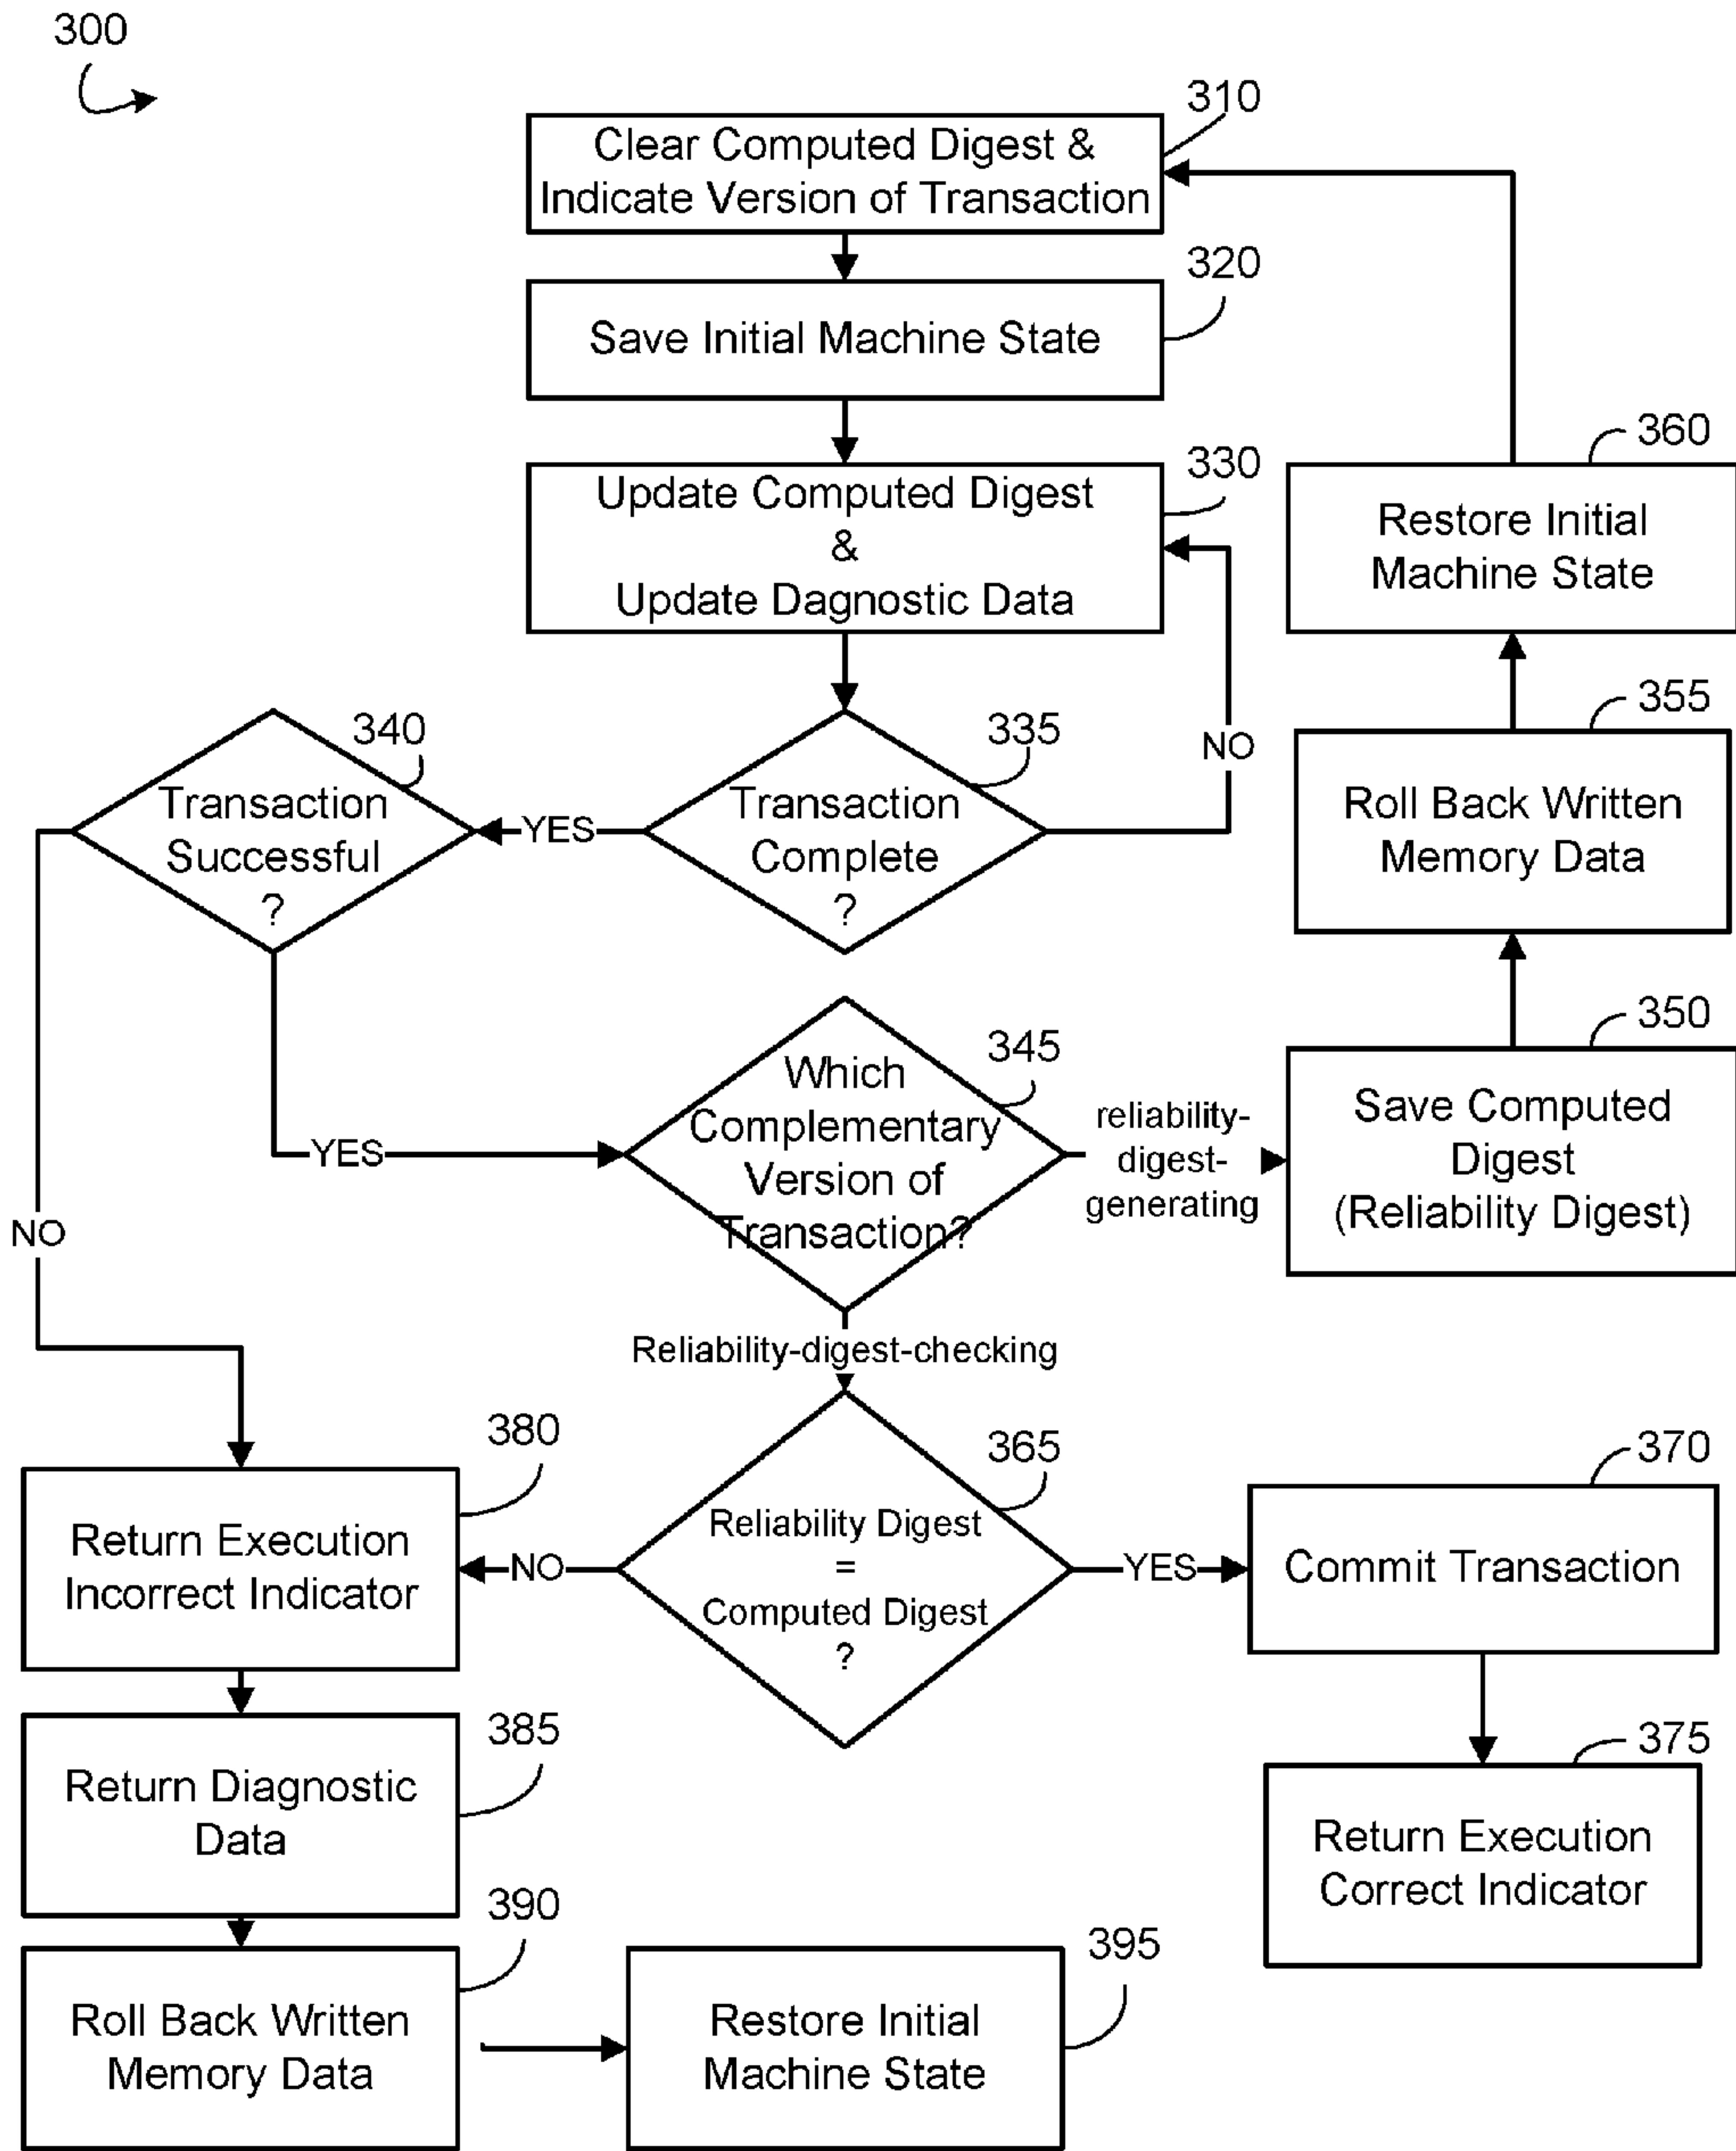 300
310
Clear Computed Digest &
Indicate Version of Transaction
320
Save Initial Machine State
330
Update Computed Digest
&
Update Dagnostic Data
360
Restore Initial
Machine State
340
Transaction
Successful
?
YES
335
Transaction
Complete
?
NO
355
Roll Back Written
Memory Data
NO
YES
345
Which
Complementary
Version of
Transaction?
reliability-
digest-
generating
350
Save Computed
Digest
(Reliability Digest)
Reliability-digest-checking
380
Return Execution
Incorrect Indicator
NO
365
Reliability Digest
=
Computed Digest
?
YES
370
Commit Transaction
385
Return Diagnostic
Data
375
Return Execution
Correct Indicator
390
Roll Back Written
Memory Data
395
Restore Initial
Machine State